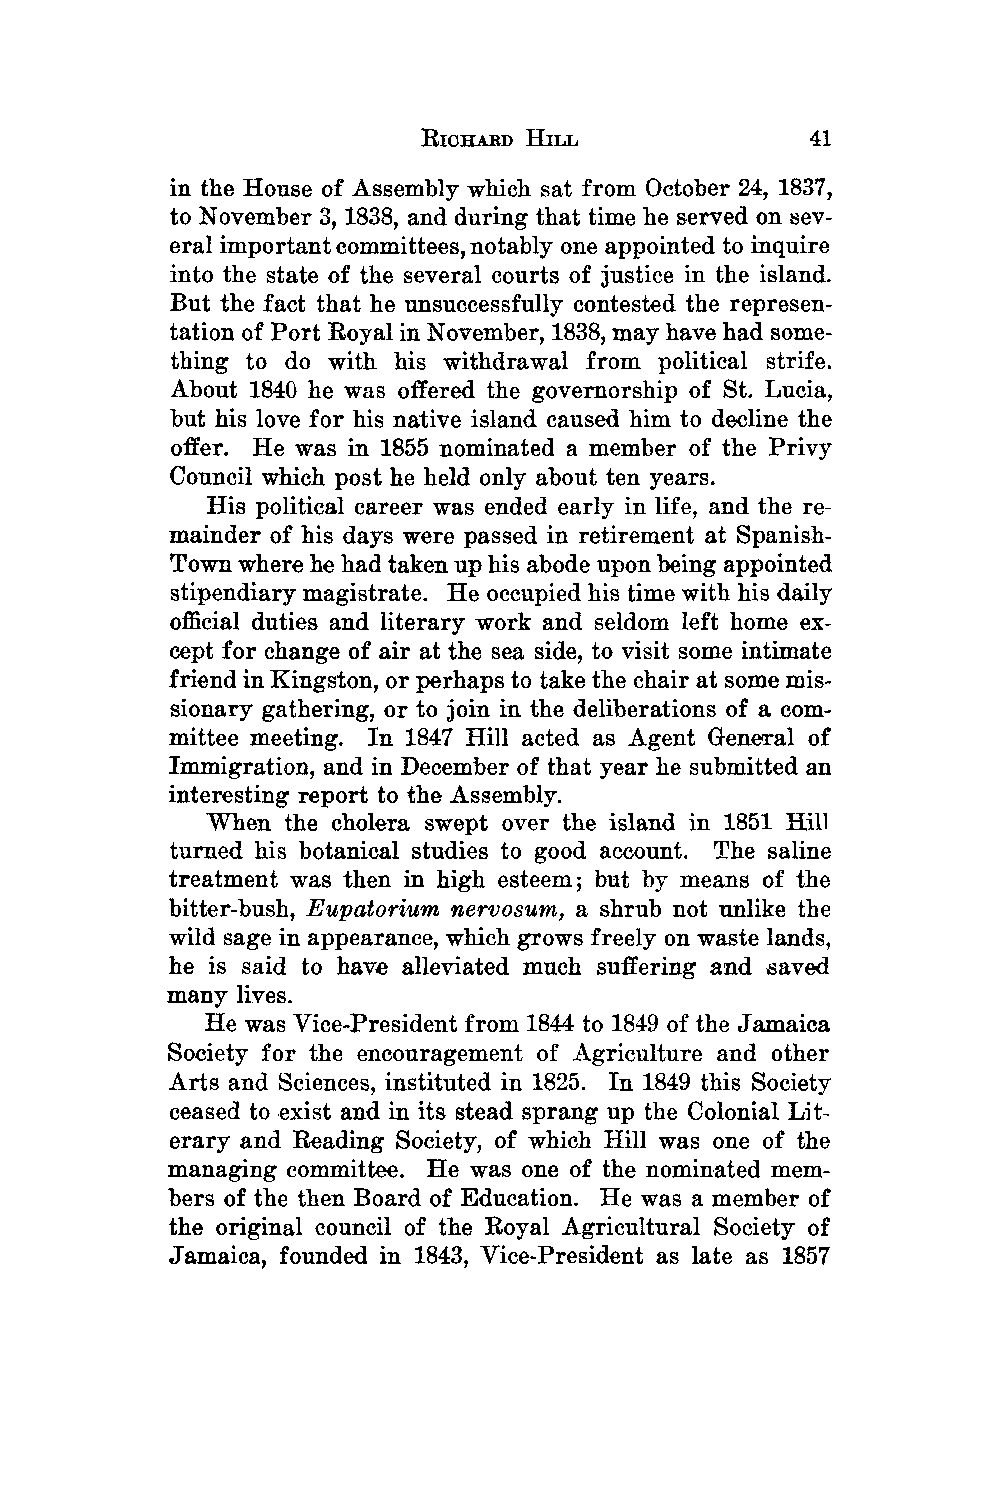 RICHARD HILL 41
in the House of Assembly which sat from October 24, 1837,
to November 3, 1838, and during that time he served on sev-
eral important committees, notably one appointed to inquire
into the state of the several courts of justice in the island.
But the fact that he unsuccessfully contested the represen-
tation of Port Royal in November, 1838, may have had some-
thing to do with his withdrawal from political strife.
About 1840 he was offered the governorship of St. Lucia,
but his love for his native island caused him to decline the
offer. He was in 1855 nominated a member of the Privy
Council which post he held only about ten years.
His political career was ended early in life, and the re-
mainder of his days were passed in retirement at Spanish-
Town where he had taken up his abode upon being appointed
stipendiary magistrate. He occupied his time with his daily
official duties and literary work and seldom left home ex-
cept for change of air at the sea side, to visit some intimate
friend in Kingston, or perhaps to take the chair at some mis-
sionary gathering, or to join in the deliberations of a com-
mittee meeting. In 1847 Hill acted as Agent General of
Immigration, and in December of that year he submitted an
interesting report to the Assembly.
When the cholera swept over the island in 1851 Hill
turned his botanical studies to good account. The saline
treatment was then in high esteem; but by means of the
bitter-bush, Eupatorium nervosum, a shrub not unlike the
wild sage in appearance, which grows freely on waste lands,
he is said to have alleviated much suffering and saved
many lives.
He was Vice-President from 1844 to 1849 of the Jamaica
Society for the encouragement of Agriculture and other
Arts and Sciences, instituted in 1825. In 1849 this Society
ceased to exist and in its stead sprang up the Colonial Lit-
erary and Reading Society, of which Hill was one of the
managing committee. He was one of the nominated mem-
bers of the then Board of Education. He was a member of
the original council of the Royal Agricultural Society of
Jamaica, founded in 1843, Vice-President as late as 1857